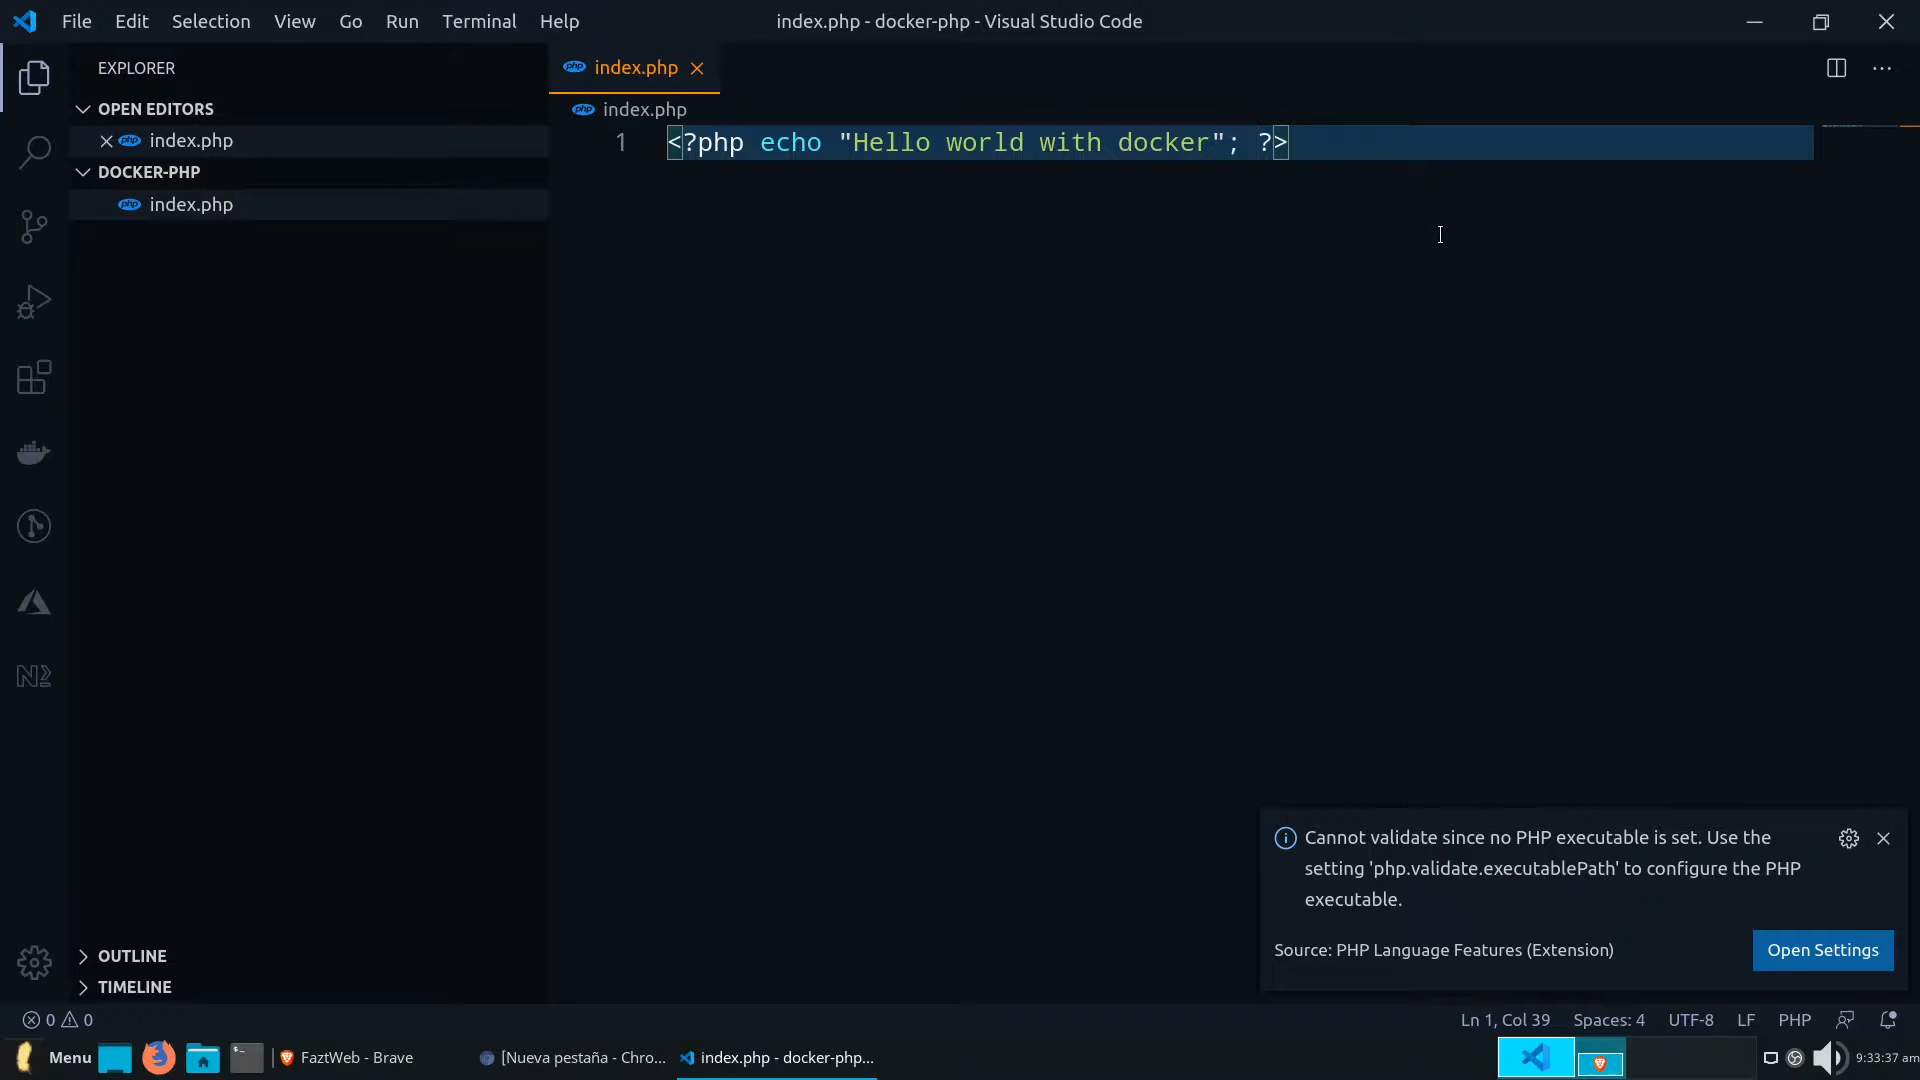 File Edit Selection View Go Run Terminal Help
index.php - docker-php - Visual Studio Code
EXPLORER
OPEN EDITORS
index.php
DOCKER-PHP
index.php
OUTLINE
TIMELINE
php index.php
php index.php
1 <?php echo "Hello world with docker"; ?>
Cannot validate since no PHP executable is set. Use the
setting 'php.validate.executablePath' to configure the PHP
executable.
Source: PHP Language Features (Extension)
Open Settings
0 0
Ln 1, Col 39 Spaces: 4 UTF-8 LF PHP
Menu FaztWeb - Brave [Nueva pestaña - Chro... index.php - docker-php... 9:33:37 am